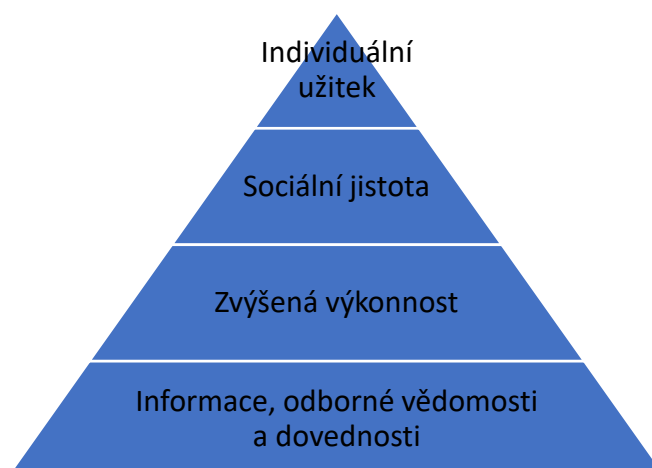 Individuální
užitek
Sociální jistota
Zvýšená výkonnost
Informace, odborné vědomosti
a dovednosti